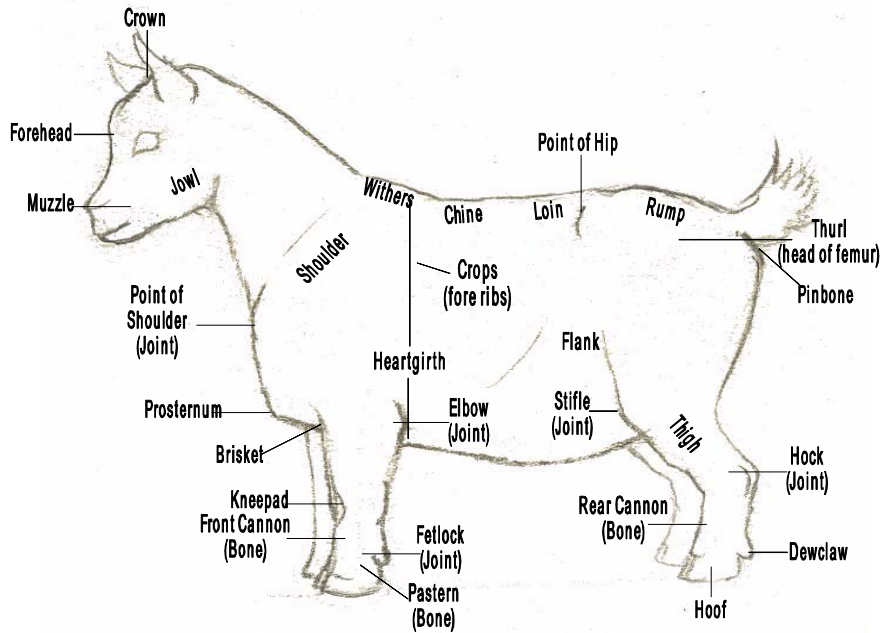 Crown
Forehead
Point of Hip
Jowl
Muzzle
Withers
Chine
Loin
Rump
Thurl
(head of femur)
Shoulder
Crops
(fore ribs)
Pinbone
Point of
Shoulder
(Joint)
Flank
Heartgirth
Prosternum
Elbow
(Joint)
Stifle
(Joint)
Thigh
Brisket
Hock
(Joint)
Kneepad
Front Cannon
(Bone)
Rear Cannon
(Bone)
Fetlock
(Joint)
Dewclaw
Pastern
(Bone)
Hoof